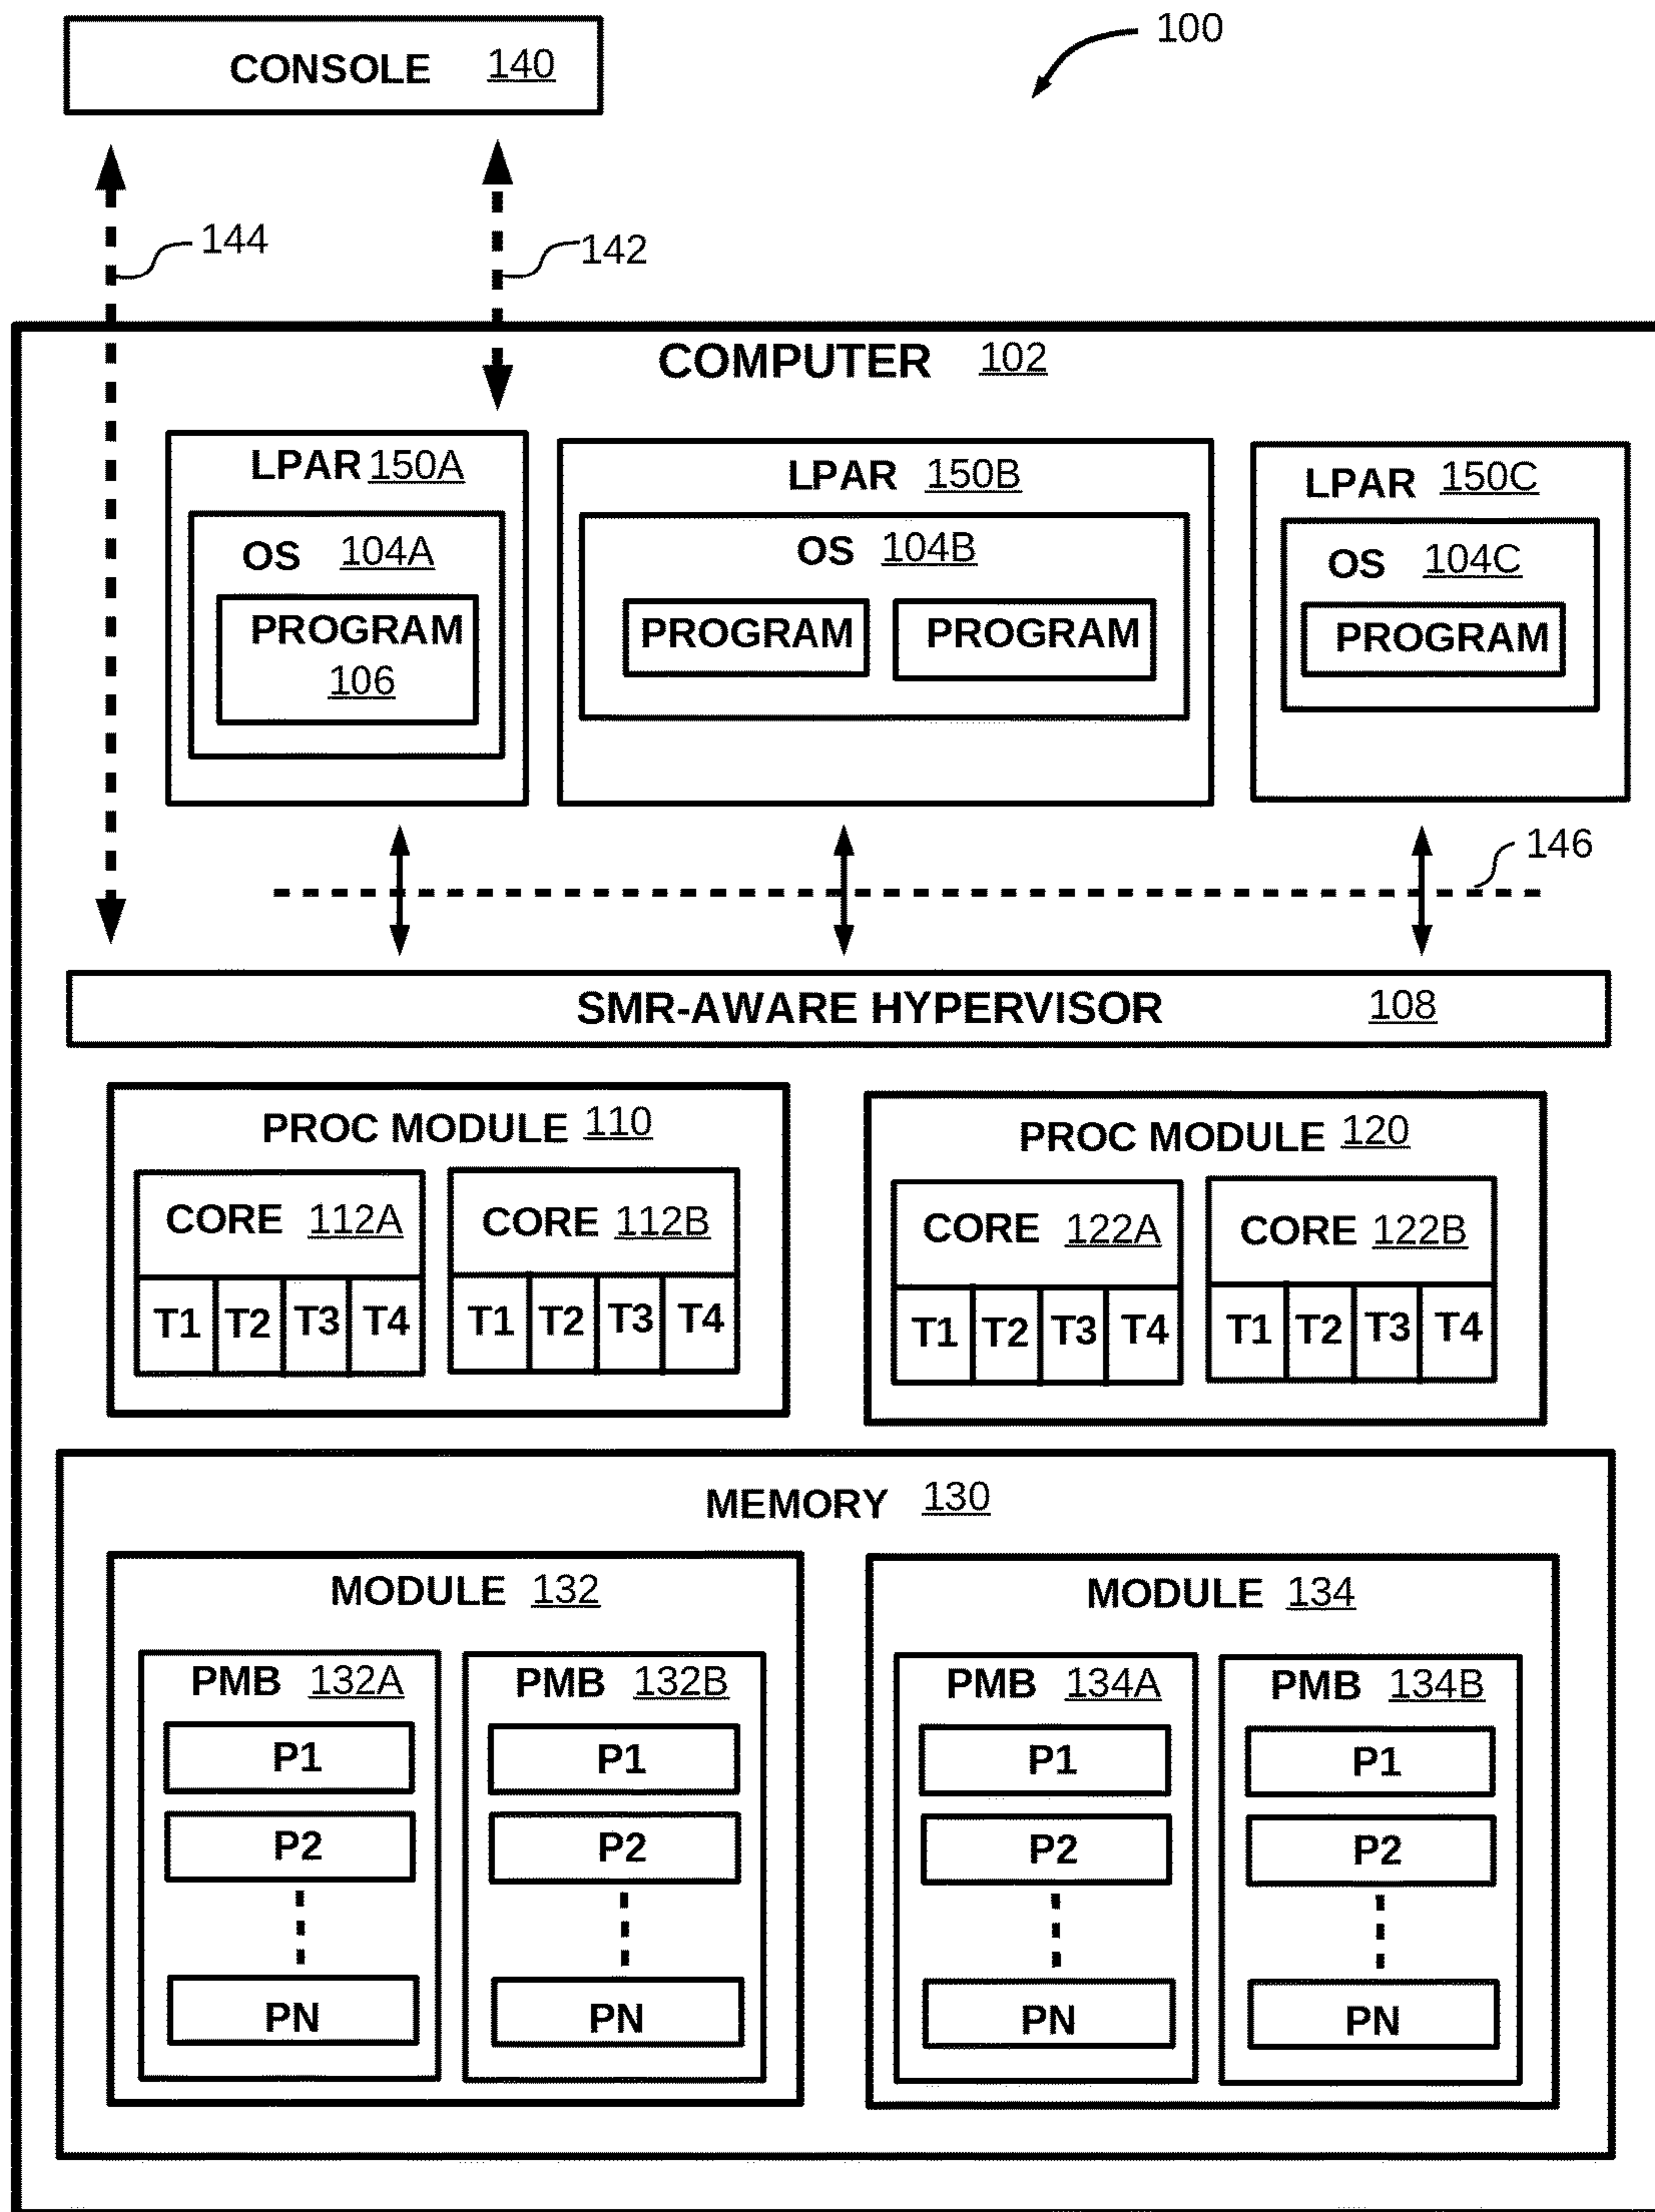 100
CONSOLE 140
144
142
COMPUTER 102
LPAR 150A
OS 104A
PROGRAM
106
LPAR 150B
OS 104B
PROGRAM PROGRAM
LPAR 150C
OS 104C
PROGRAM
146
SMR-AWARE HYPERVISOR 108
PROC MODULE 110
CORE 112A
T1 T2 T3 T4
CORE 112B
T1 T2 T3 T4
PROC MODULE 120
CORE 122A
T1 T2 T3 T4
CORE 122B
T1 T2 T3 T4
MEMORY 130
MODULE 132
PMB 132A
P1
P2
PN
PMB 132B
P1
P2
PN
MODULE 134
PMB 134A
P1
P2
PN
PMB 134B
P1
P2
PN